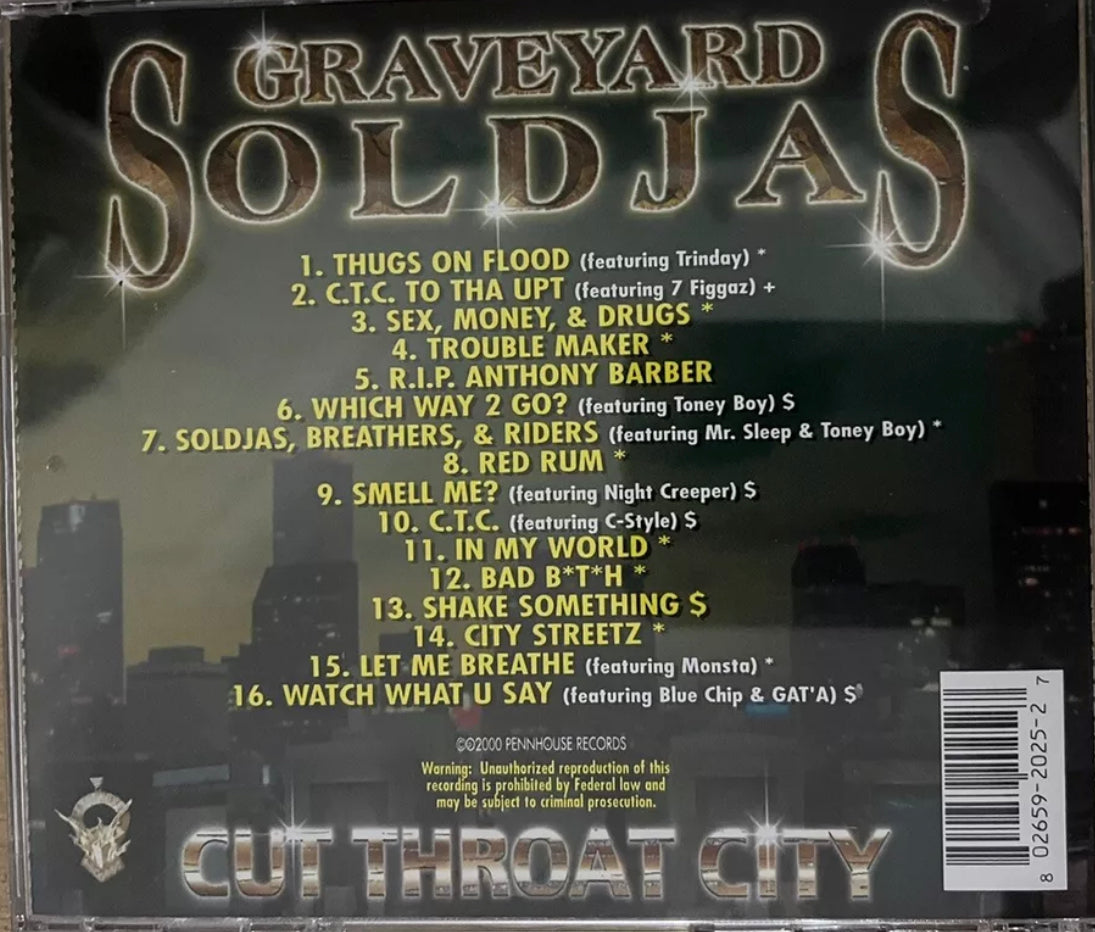 GRAVEYARD
SOLDJAS
1. THUGS ON FLOOD (featuring Trinday) *
2. C.T.C. TO THA UPT (featuring 7 Figgaz) +
3. SEX, MONEY, & DRUGS *
4. TROUBLE MAKER *
5. R.I.P. ANTHONY BARBER
6. WHICH WAY 2 GO? (featuring Toney Boy) $
7. SOLDJAS, BREATHERS, & RIDERS (featuring Mr. Sleep & Toney Boy) *
8. RED RUM *
9. SMELL ME? (featuring Night Creeper) $
10. C.T.C. (featuring C-Style) $
11. IN MY WORLD *
12. BAD B*T*H *
13. SHAKE SOMETHING $
14. CITY STREETZ *
15. LET ME BREATHE (featuring Monsta) *
16. WATCH WHAT U SAY (featuring Blue Chip & GAT'A) $
©℗2000 PENNHOUSE RECORDS
Warning: Unauthorized reproduction of this
recording is prohibited by Federal law and
may be subject to criminal prosecution.
CUT THROAT CITY
8 02659-2025-2 7